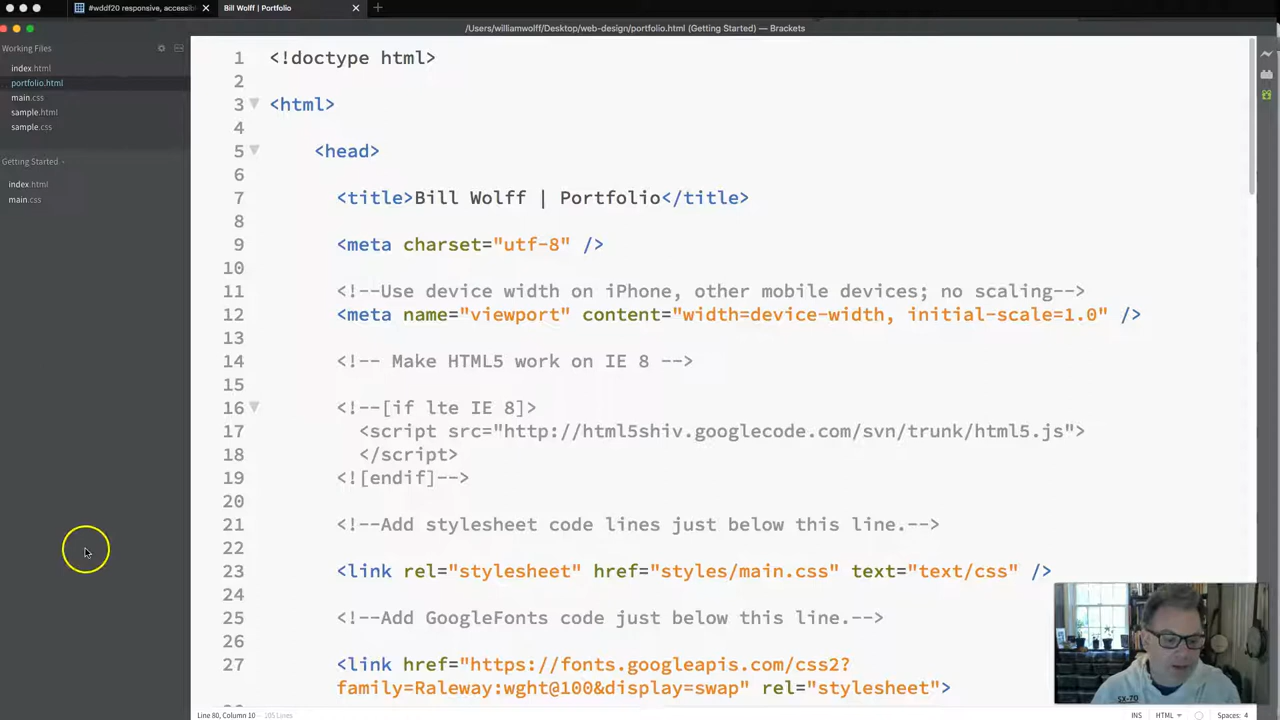 #wddf20 responsive, accessib
Bill Wolff | Portfolio
/Users/williamwolff/Desktop/web-design/portfolio.html (Getting Started) — Brackets
Working Files
index.html
portfolio.html
main.css
sample.html
sample.css
Getting Started
index.html
main.css
1 <!doctype html>
2
3 <html>
4
5 <head>
6
7 <title>Bill Wolff | Portfolio</title>
8
9 <meta charset="utf-8" />
10
11 <!--Use device width on iPhone, other mobile devices; no scaling-->
12 <meta name="viewport" content="width=device-width, initial-scale=1.0" />
13
14 <!-- Make HTML5 work on IE 8 -->
15
16 <!--[if lte IE 8]>
17 <script src="http://html5shiv.googlecode.com/svn/trunk/html5.js">
18 </script>
19 <![endif]-->
20
21 <!--Add stylesheet code lines just below this line.-->
22
23 <link rel="stylesheet" href="styles/main.css" text="text/css" />
24
25 <!--Add GoogleFonts code just below this line.-->
26
27 <link href="https://fonts.googleapis.com/css2?
family=Raleway:wght@100&display=swap" rel="stylesheet">
SX-70
Line 80, Column 10 — 105 Lines
INS
HTML
Spaces: 4